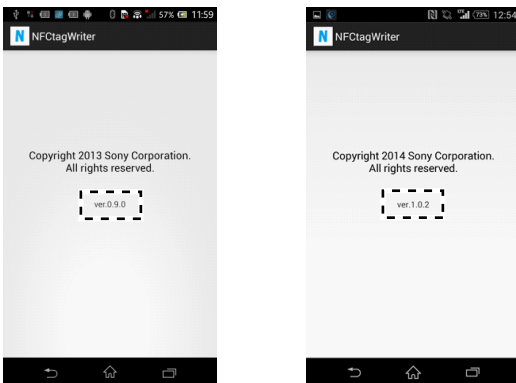 57% 11:59
NFCtagWriter
Copyright 2013 Sony Corporation.
All rights reserved.
ver.0.9.0
73% 12:54
NFCtagWriter
Copyright 2014 Sony Corporation.
All rights reserved.
ver.1.0.2